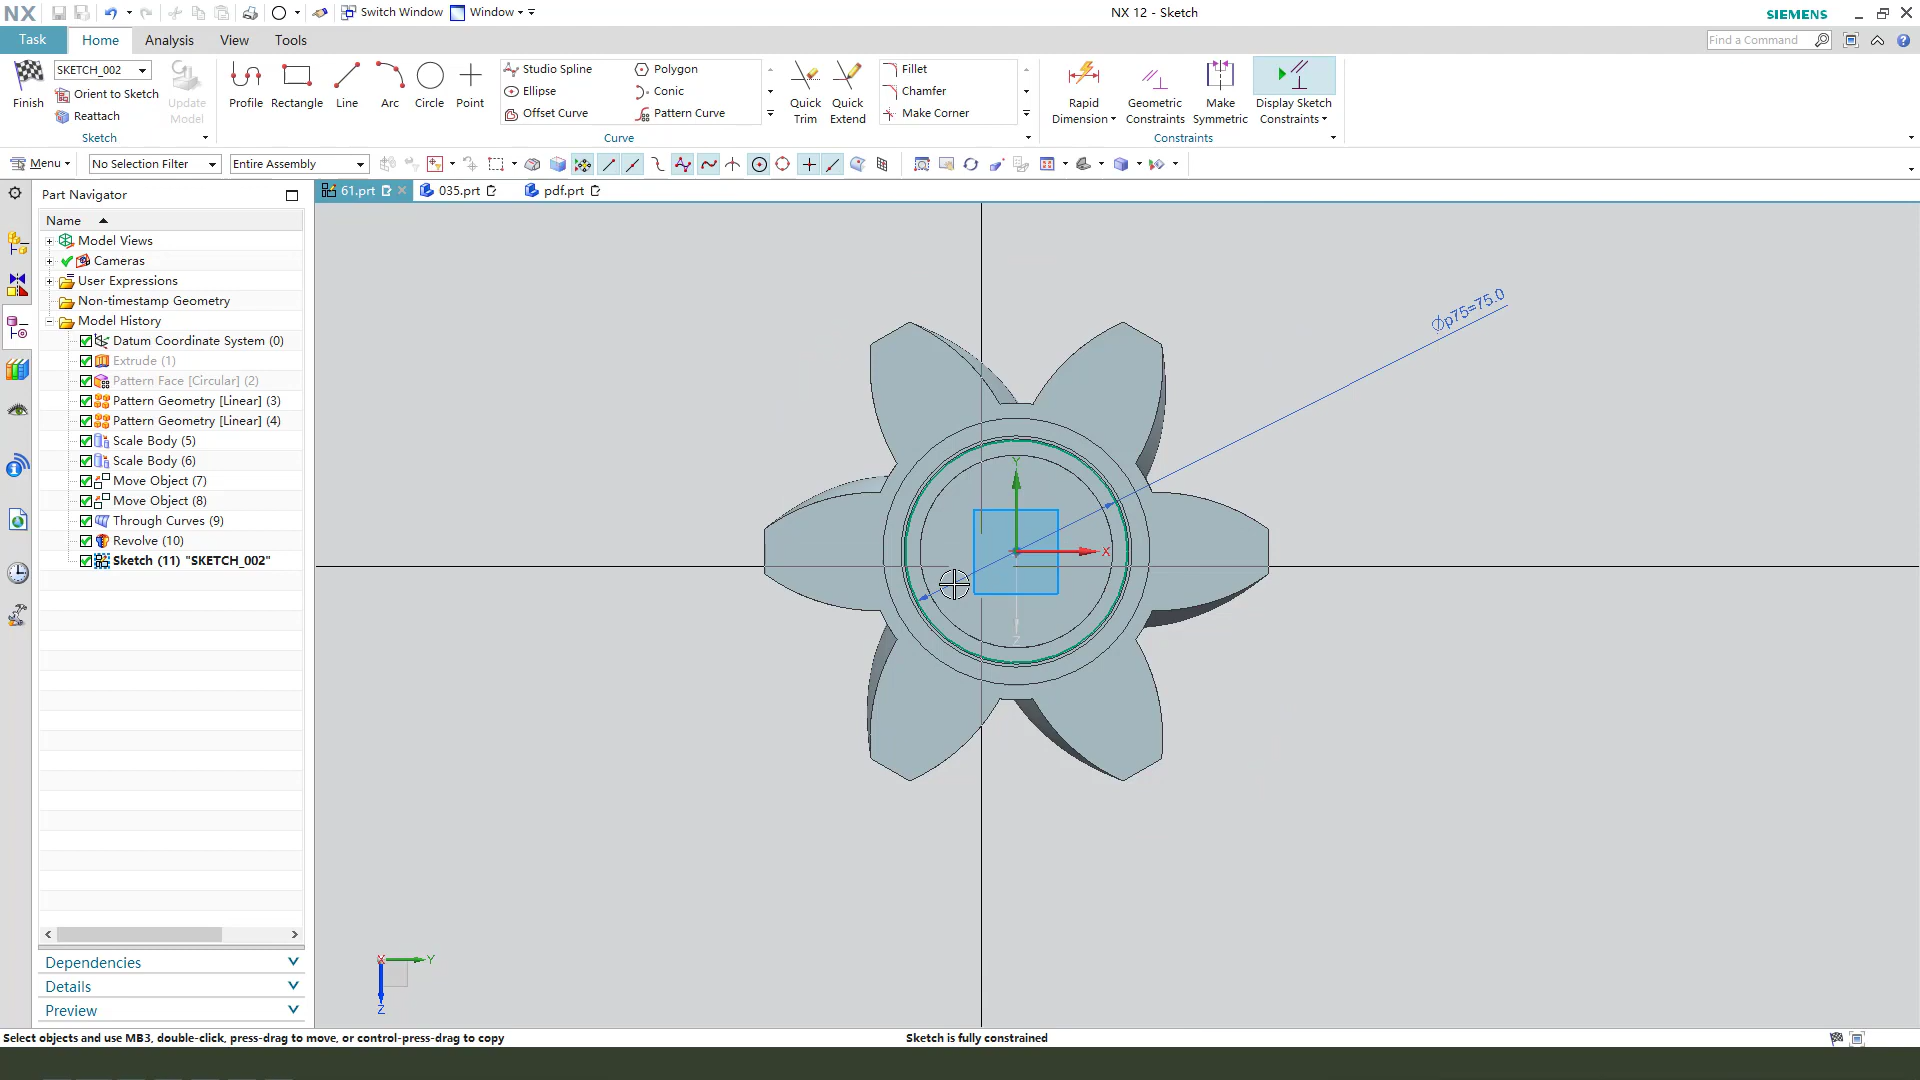 NX
Switch Window
Window
NX 12 - Sketch
SIEMENS
Task
Home
Analysis
View
Tools
Find a Command
Finish
SKETCH_002
Orient to Sketch
Reattach
Update
Model
Sketch
Profile
Rectangle
Line
Arc
Circle
Point
Studio Spline
Ellipse
Offset Curve
Polygon
Conic
Pattern Curve
Curve
Quick
Trim
Quick
Extend
Fillet
Chamfer
Make Corner
Rapid
Dimension
Geometric
Constraints
Make
Symmetric
Display Sketch
Constraints
Constraints
Menu
No Selection Filter
Entire Assembly
Part Navigator
61.prt
035.prt
pdf.prt
Name
Model Views
Cameras
User Expressions
Non-timestamp Geometry
Model History
Datum Coordinate System (0)
Extrude (1)
Pattern Face [Circular] (2)
Pattern Geometry [Linear] (3)
Pattern Geometry [Linear] (4)
Scale Body (5)
Scale Body (6)
Move Object (7)
Move Object (8)
Through Curves (9)
Revolve (10)
Sketch (11) "SKETCH_002"
Dependencies
Details
Preview
Øp75=75.0
Y
X
Z
X
Y
Z
Select objects and use MB3, double-click, press-drag to move, or control-press-drag to copy
Sketch is fully constrained